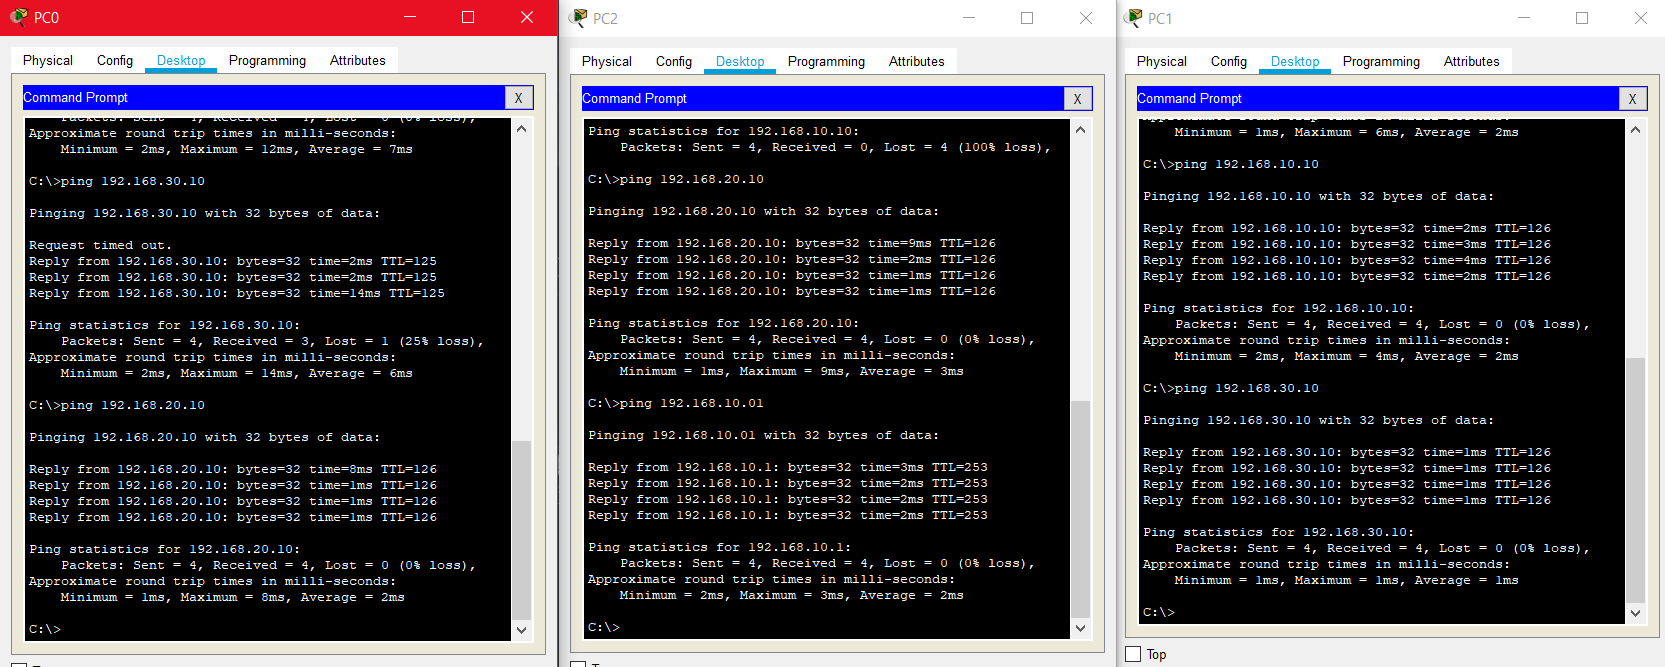 PC0
Physical Config Desktop Programming Attributes
Command Prompt
X
Packets: Sent = 4, Received = 4, Lost = 0 (0% loss),
Approximate round trip times in milli-seconds:
Minimum = 2ms, Maximum = 12ms, Average = 7ms
C:\>ping 192.168.30.10
Pinging 192.168.30.10 with 32 bytes of data:
Request timed out.
Reply from 192.168.30.10: bytes=32 time=2ms TTL=125
Reply from 192.168.30.10: bytes=32 time=2ms TTL=125
Reply from 192.168.30.10: bytes=32 time=14ms TTL=125
Ping statistics for 192.168.30.10:
Packets: Sent = 4, Received = 3, Lost = 1 (25% loss),
Approximate round trip times in milli-seconds:
Minimum = 2ms, Maximum = 14ms, Average = 6ms
C:\>ping 192.168.20.10
Pinging 192.168.20.10 with 32 bytes of data:
Reply from 192.168.20.10: bytes=32 time=8ms TTL=126
Reply from 192.168.20.10: bytes=32 time=1ms TTL=126
Reply from 192.168.20.10: bytes=32 time=1ms TTL=126
Reply from 192.168.20.10: bytes=32 time=1ms TTL=126
Ping statistics for 192.168.20.10:
Packets: Sent = 4, Received = 4, Lost = 0 (0% loss),
Approximate round trip times in milli-seconds:
Minimum = 1ms, Maximum = 8ms, Average = 2ms
C:\>
PC2
Physical Config Desktop Programming Attributes
Command Prompt
X
Ping statistics for 192.168.10.10:
Packets: Sent = 4, Received = 0, Lost = 4 (100% loss),
C:\>ping 192.168.20.10
Pinging 192.168.20.10 with 32 bytes of data:
Reply from 192.168.20.10: bytes=32 time=9ms TTL=126
Reply from 192.168.20.10: bytes=32 time=2ms TTL=126
Reply from 192.168.20.10: bytes=32 time=1ms TTL=126
Reply from 192.168.20.10: bytes=32 time=1ms TTL=126
Ping statistics for 192.168.20.10:
Packets: Sent = 4, Received = 4, Lost = 0 (0% loss),
Approximate round trip times in milli-seconds:
Minimum = 1ms, Maximum = 9ms, Average = 3ms
C:\>ping 192.168.10.01
Pinging 192.168.10.01 with 32 bytes of data:
Reply from 192.168.10.1: bytes=32 time=3ms TTL=253
Reply from 192.168.10.1: bytes=32 time=2ms TTL=253
Reply from 192.168.10.1: bytes=32 time=2ms TTL=253
Reply from 192.168.10.1: bytes=32 time=2ms TTL=253
Ping statistics for 192.168.10.1:
Packets: Sent = 4, Received = 4, Lost = 0 (0% loss),
Approximate round trip times in milli-seconds:
Minimum = 2ms, Maximum = 3ms, Average = 2ms
C:\>
PC1
Physical Config Desktop Programming Attributes
Command Prompt
X
Approximate round trip times in milli-seconds:
Minimum = 1ms, Maximum = 6ms, Average = 2ms
C:\>ping 192.168.10.10
Pinging 192.168.10.10 with 32 bytes of data:
Reply from 192.168.10.10: bytes=32 time=2ms TTL=126
Reply from 192.168.10.10: bytes=32 time=3ms TTL=126
Reply from 192.168.10.10: bytes=32 time=4ms TTL=126
Reply from 192.168.10.10: bytes=32 time=2ms TTL=126
Ping statistics for 192.168.10.10:
Packets: Sent = 4, Received = 4, Lost = 0 (0% loss),
Approximate round trip times in milli-seconds:
Minimum = 2ms, Maximum = 4ms, Average = 2ms
C:\>ping 192.168.30.10
Pinging 192.168.30.10 with 32 bytes of data:
Reply from 192.168.30.10: bytes=32 time=1ms TTL=126
Reply from 192.168.30.10: bytes=32 time=1ms TTL=126
Reply from 192.168.30.10: bytes=32 time=1ms TTL=126
Reply from 192.168.30.10: bytes=32 time=1ms TTL=126
Ping statistics for 192.168.30.10:
Packets: Sent = 4, Received = 4, Lost = 0 (0% loss),
Approximate round trip times in milli-seconds:
Minimum = 1ms, Maximum = 1ms, Average = 1ms
C:\>
Top